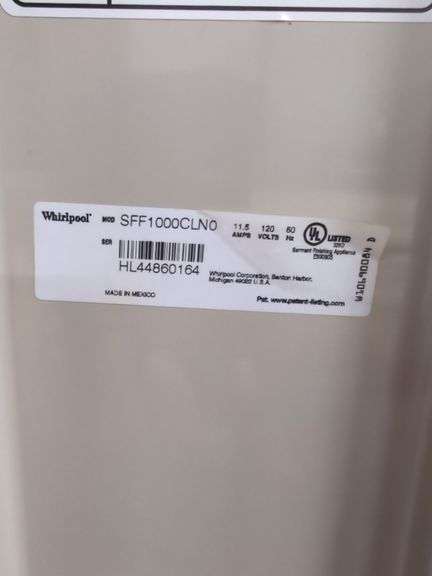 Whirlpool MOD SFF1000CLN0 11.5 AMPS 120 VOLTS 60 Hz UL LISTED
Garment Finishing Appliance
SER
HL44860164
Whirlpool Corporation, Benton Harbor,
Michigan 49022 U.S.A.
MADE IN MEXICO
Pat. www.patent-listing.com